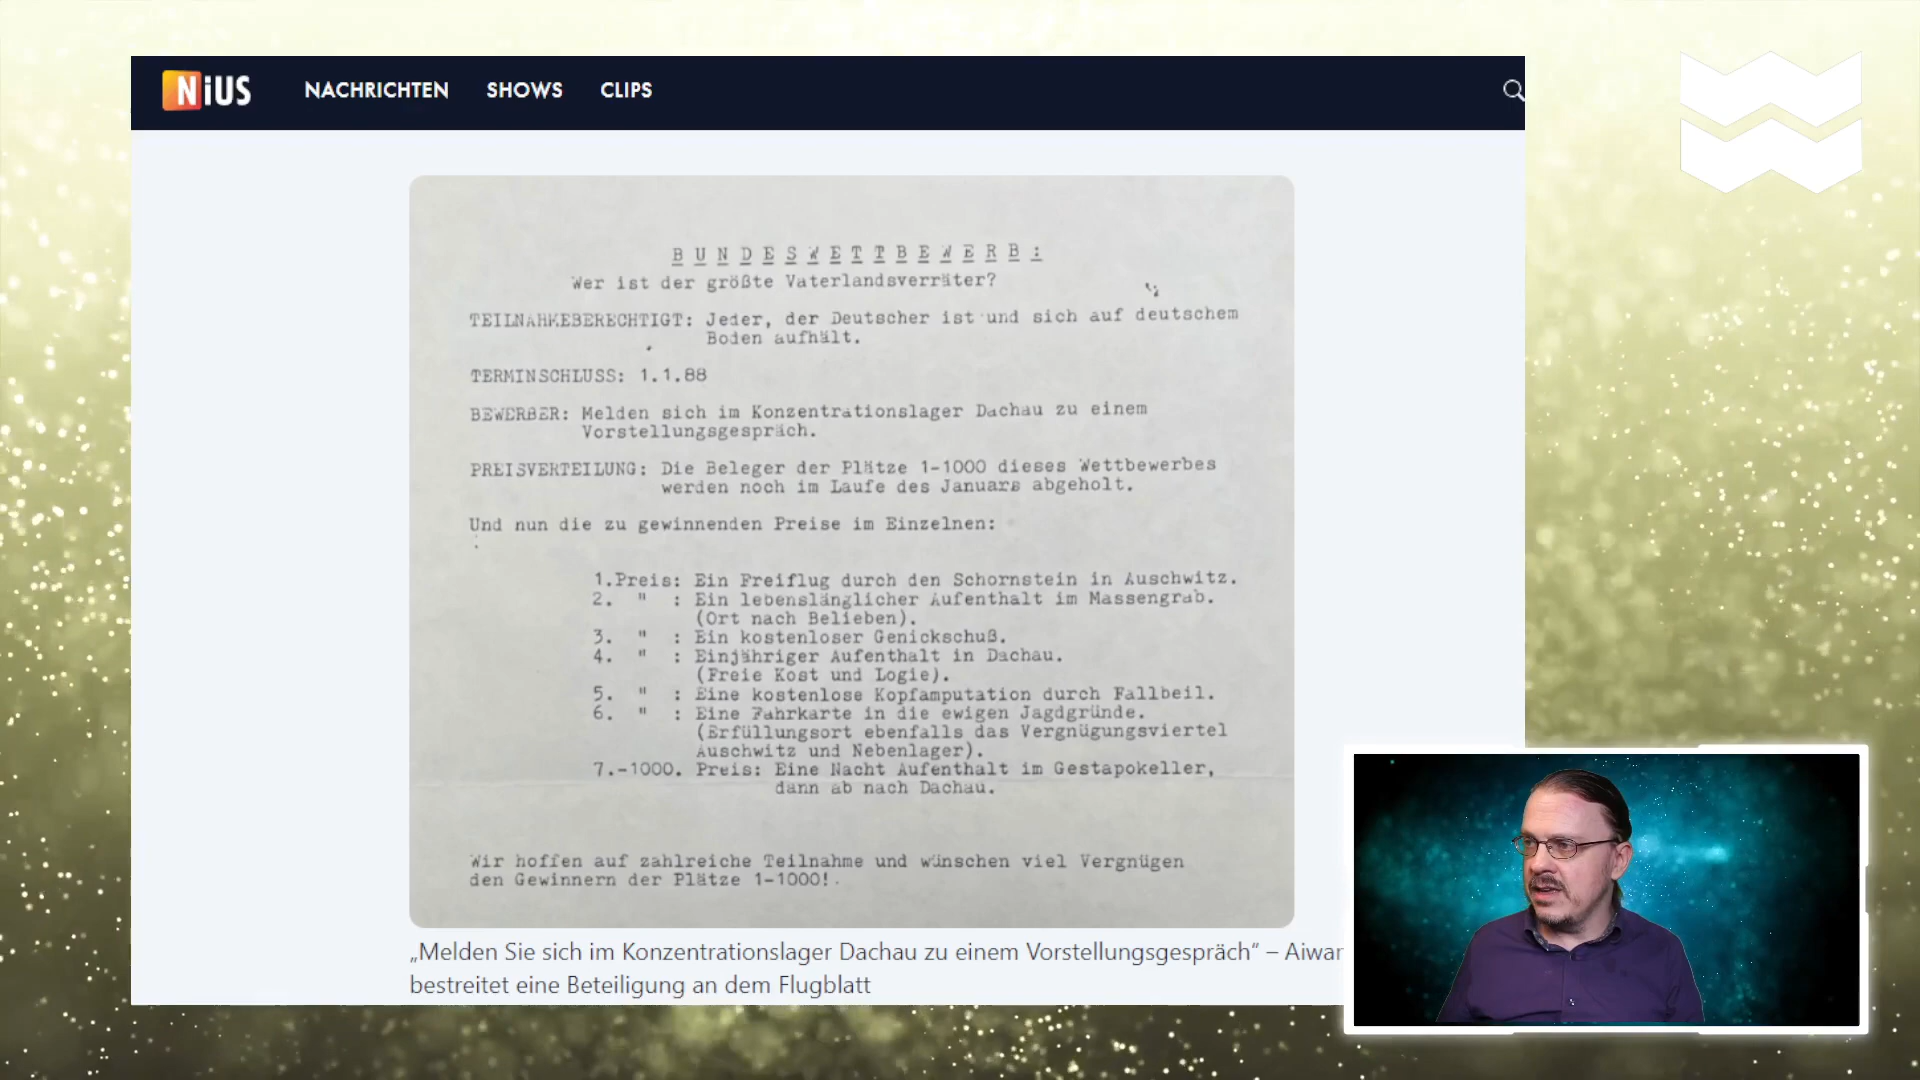 NiUS NACHRICHTEN SHOWS CLIPS
BUNDESWETTBEWERB:
Wer ist der größte Vaterlandsverräter?
TEILNAHMEBERECHTIGT: Jeder, der Deutscher ist und sich auf deutschem
Boden aufhält.
TERMINSCHLUSS: 1.1.88
BEWERBER: Melden sich im Konzentrationslager Dachau zu einem
Vorstellungsgespräch.
PREISVERTEILUNG: Die Beleger der Plätze 1-1000 dieses Wettbewerbes
werden noch im Laufe des Januars abgeholt.
Und nun die zu gewinnenden Preise im Einzelnen:
1.Preis: Ein Freiflug durch den Schornstein in Auschwitz.
2. " : Ein lebenslänglicher Aufenthalt im Massengrab.
(Ort nach Belieben).
3. " : Ein kostenloser Genickschuß.
4. " : Einjähriger Aufenthalt in Dachau.
(Freie Kost und Logie).
5. " : Eine kostenlose Kopfamputation durch Fallbeil.
6. " : Eine Fahrkarte in die ewigen Jagdgründe.
(Erfüllungsort ebenfalls das Vergnügungsviertel
Auschwitz und Nebenlager).
7.-1000. Preis: Eine Nacht Aufenthalt im Gestapokeller,
dann ab nach Dachau.
Wir hoffen auf zahlreiche Teilnahme und wünschen viel Vergnügen
den Gewinnern der Plätze 1-1000!.
„Melden Sie sich im Konzentrationslager Dachau zu einem Vorstellungsgespräch“ – Aiwan
bestreitet eine Beteiligung an dem Flugblatt